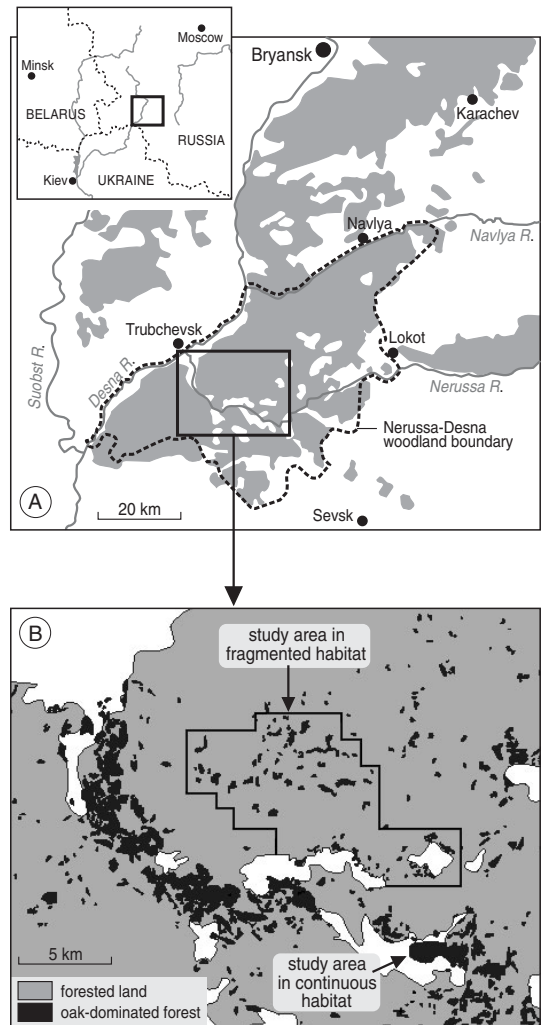 Moscow
Minsk
BELARUS
RUSSIA
Kiev
UKRAINE
Bryansk
Karachev
Navlya
Navlya R.
Trubchevsk
Lokot
Suobst R.
Desna R.
Nerussa R.
Nerussa-Desna
woodland boundary
A
20 km
Sevsk
B
study area in
fragmented habitat
5 km
study area
in continuous
habitat
forested land
oak-dominated forest